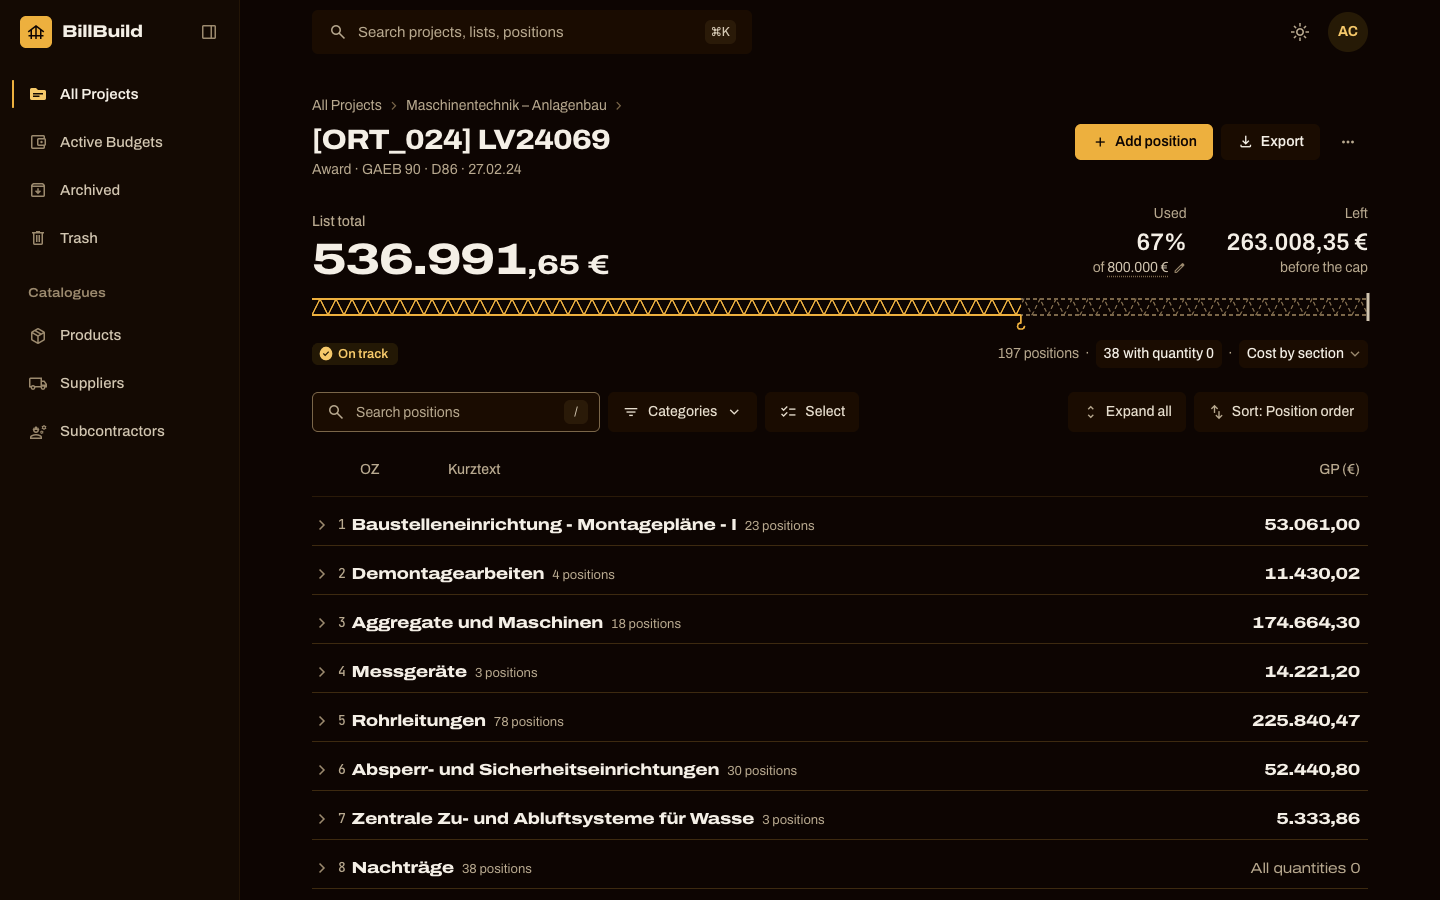 BillBuild
Search projects, lists, positions
⌘K
AC
All Projects
Active Budgets
Archived
Trash
Catalogues
Products
Suppliers
Subcontractors
All Projects > Maschinentechnik – Anlagenbau >
[ORT_024] LV24069
Award · GAEB 90 · D86 · 27.02.24
+ Add position
Export
···
List total
536.991,65 €
Used
67%
of 800.000 €
Left
263.008,35 €
before the cap
On track
197 positions · 38 with quantity 0 · Cost by section
Search positions /
Categories
Select
Expand all
Sort: Position order
OZ Kurztext GP (€)
1 Baustelleneinrichtung - Montagepläne - I 23 positions 53.061,00
2 Demontagearbeiten 4 positions 11.430,02
3 Aggregate und Maschinen 18 positions 174.664,30
4 Messgeräte 3 positions 14.221,20
5 Rohrleitungen 78 positions 225.840,47
6 Absperr- und Sicherheitseinrichtungen 30 positions 52.440,80
7 Zentrale Zu- und Abluftsysteme für Wasse 3 positions 5.333,86
8 Nachträge 38 positions All quantities 0